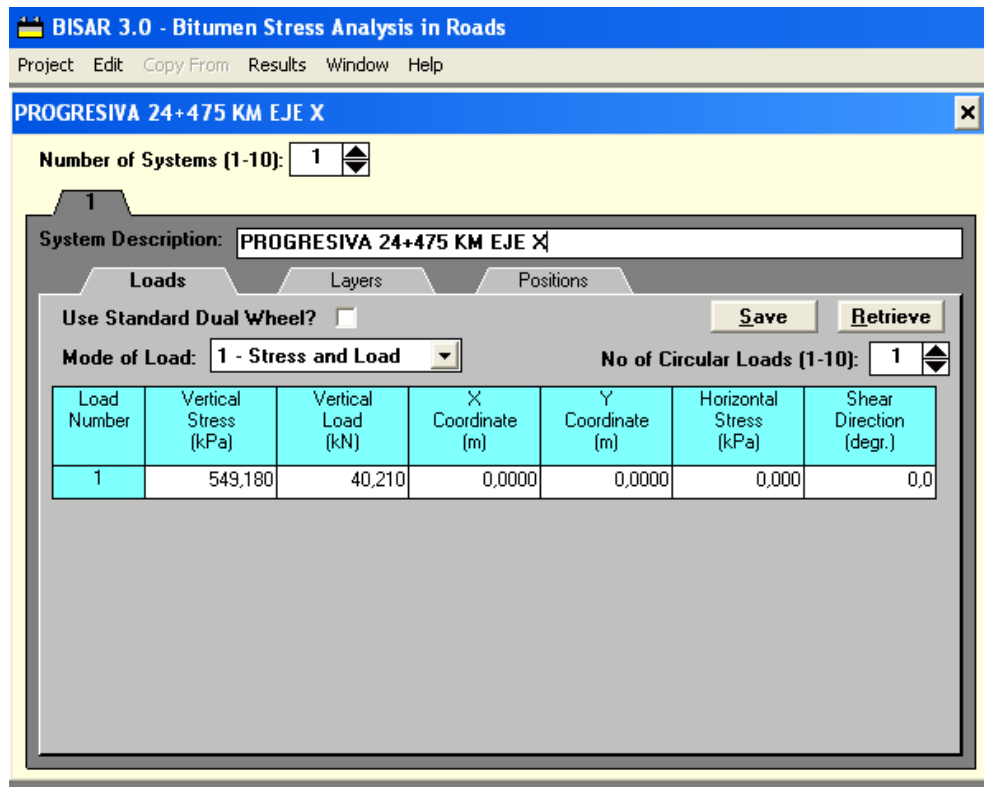 BISAR 3.0 - Bitumen Stress Analysis in Roads
Project Edit Copy From Results Window Help
PROGRESIVA 24+475 KM EJE X
Number of Systems (1-10): 1
1
System Description: PROGRESIVA 24+475 KM EJE X
Loads Layers Positions
Use Standard Dual Wheel? Save Retrieve
Mode of Load: 1 - Stress and Load No of Circular Loads (1-10): 1
Load Vertical Vertical X Y Horizontal Shear
Number Stress Load Coordinate Coordinate Stress Direction
(kPa) (kN) (m) (m) (kPa) (degr.)
1 549,180 40,210 0,0000 0,0000 0,000 0,0